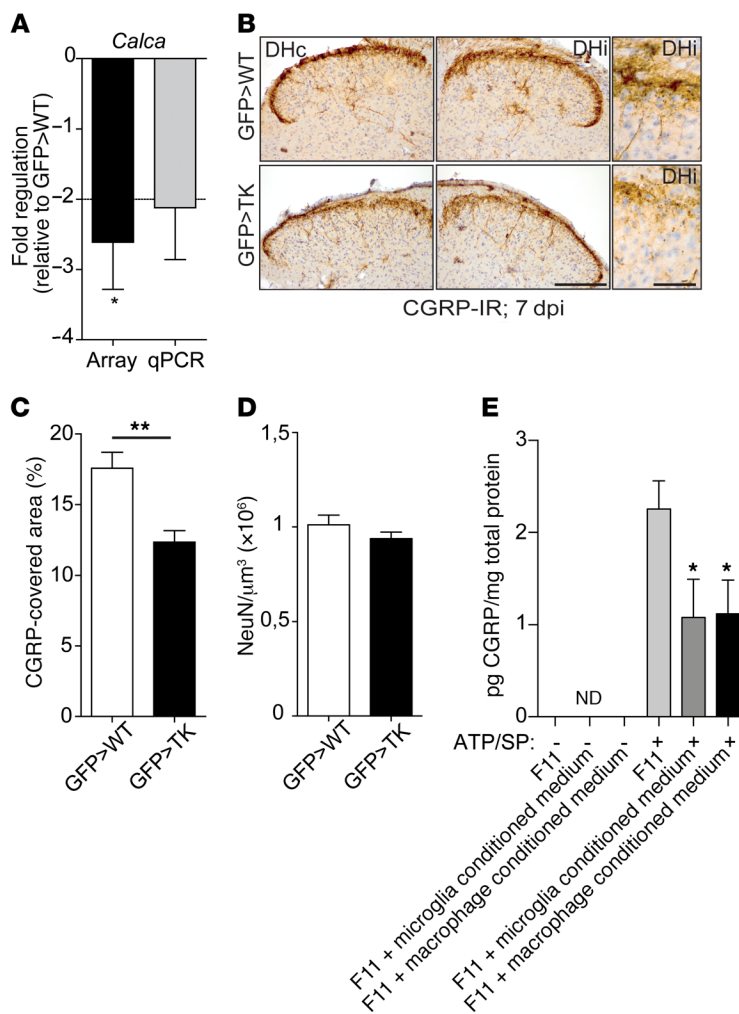 A
Calca
0
−1
−2
−3
−4
Fold regulation
(relative to GFP>WT)
*
Array qPCR
B
GFP>WT
GFP>TK
DHc
DHi
DHi
DHi
CGRP-IR; 7 dpi
C
CGRP-covered area (%)
20
15
10
5
0
**
GFP>WT
GFP>TK
D
NeuN/μm³ (×10⁶)
1,5
1
0,5
0
GFP>WT
GFP>TK
E
pg CGRP/mg total protein
3
2
1
0
ND
* *
ATP/SP: - - - + + +
F11
F11 + microglia conditioned medium
F11 + macrophage conditioned medium
F11
F11 + microglia conditioned medium
F11 + macrophage conditioned medium